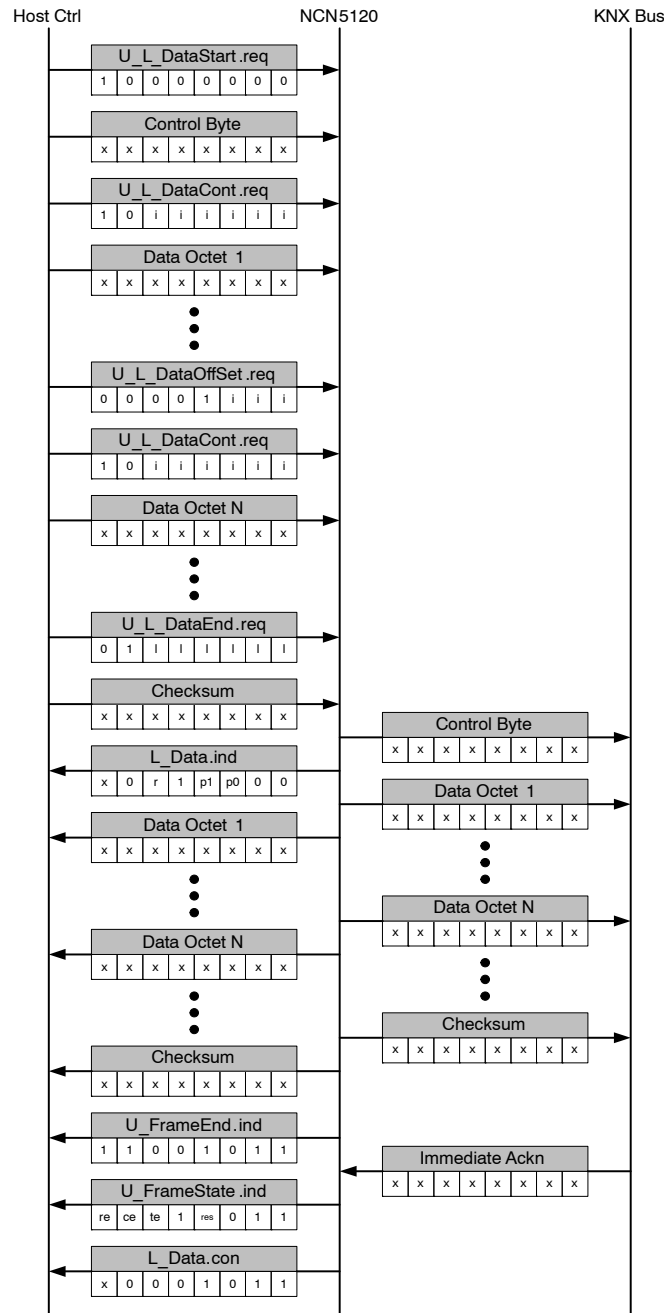 Host Ctrl NCN5120 KNX Bus
U_L_DataStart.req
1 0 0 0 0 0 0 0
Control Byte
x x x x x x x x
U_L_DataCont.req
1 0 i i i i i i
Data Octet 1
x x x x x x x x
U_L_DataOffSet.req
0 0 0 0 1 i i i
U_L_DataCont.req
1 0 i i i i i i
Data Octet N
x x x x x x x x
U_L_DataEnd.req
0 1 l l l l l l
Checksum
x x x x x x x x
Control Byte
x x x x x x x x
L_Data.ind
x 0 r 1 p1 p0 0 0
Data Octet 1
x x x x x x x x
Data Octet 1
x x x x x x x x
Data Octet N
x x x x x x x x
Data Octet N
x x x x x x x x
Checksum
x x x x x x x x
Checksum
x x x x x x x x
U_FrameEnd.ind
1 1 0 0 1 0 1 1
Immediate Ackn
x x x x x x x x
U_FrameState.ind
re ce te 1 res 0 1 1
L_Data.con
x 0 0 0 1 0 1 1